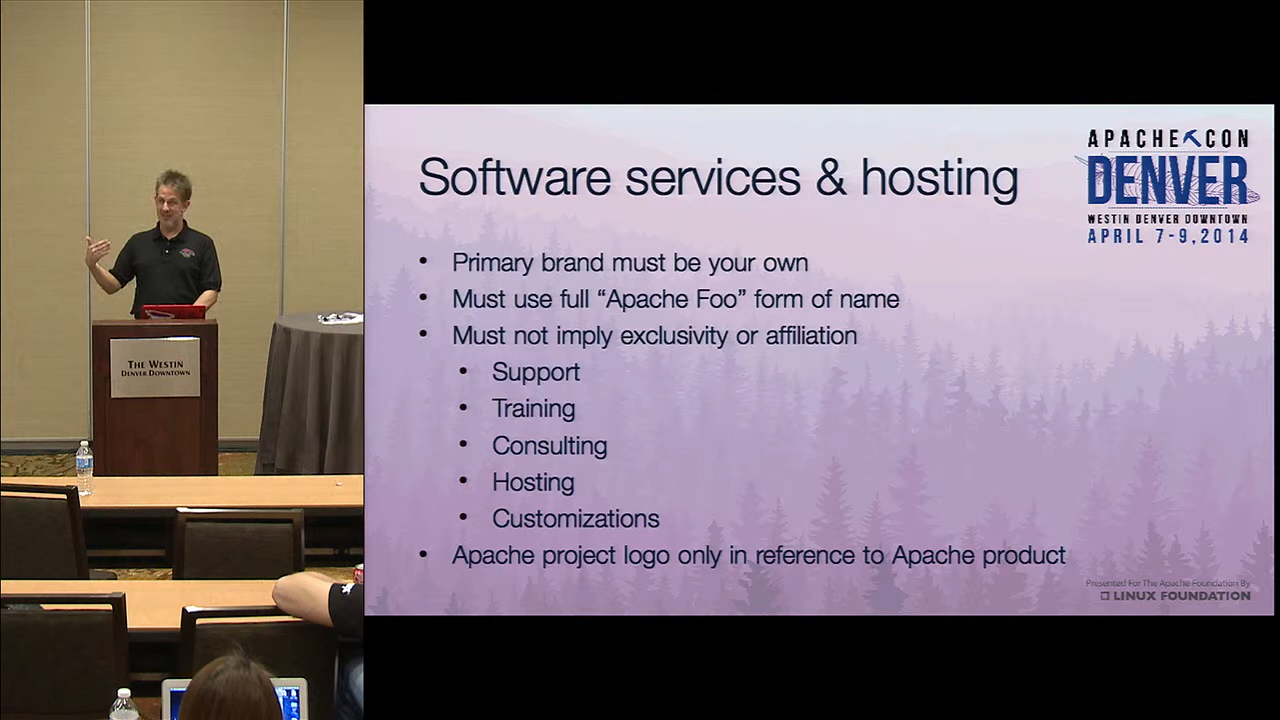 THE WESTIN
DENVER DOWNTOWN
Software services & hosting
APACHE CON
DENVER
WESTIN DENVER DOWNTOWN
APRIL 7-9, 2014
• Primary brand must be your own
• Must use full “Apache Foo” form of name
• Must not imply exclusivity or affiliation
• Support
• Training
• Consulting
• Hosting
• Customizations
• Apache project logo only in reference to Apache product
Presented For The Apache Foundation By
LINUX FOUNDATION